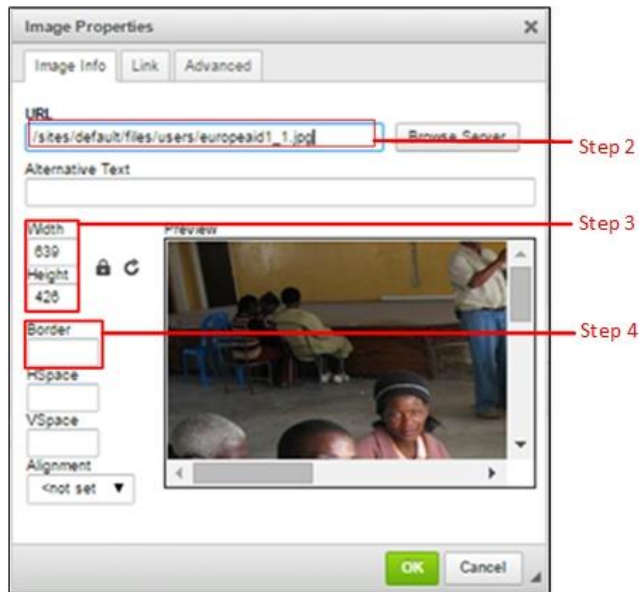 Image Properties
Image Info Link Advanced
URL
/sites/default/files/users/europeaid1_1.jpg Browse Server
Step 2
Alternative Text
Width
Preview
Step 3
639
Height
426
Border
Step 4
HSpace
VSpace
Alignment
<not set
OK Cancel